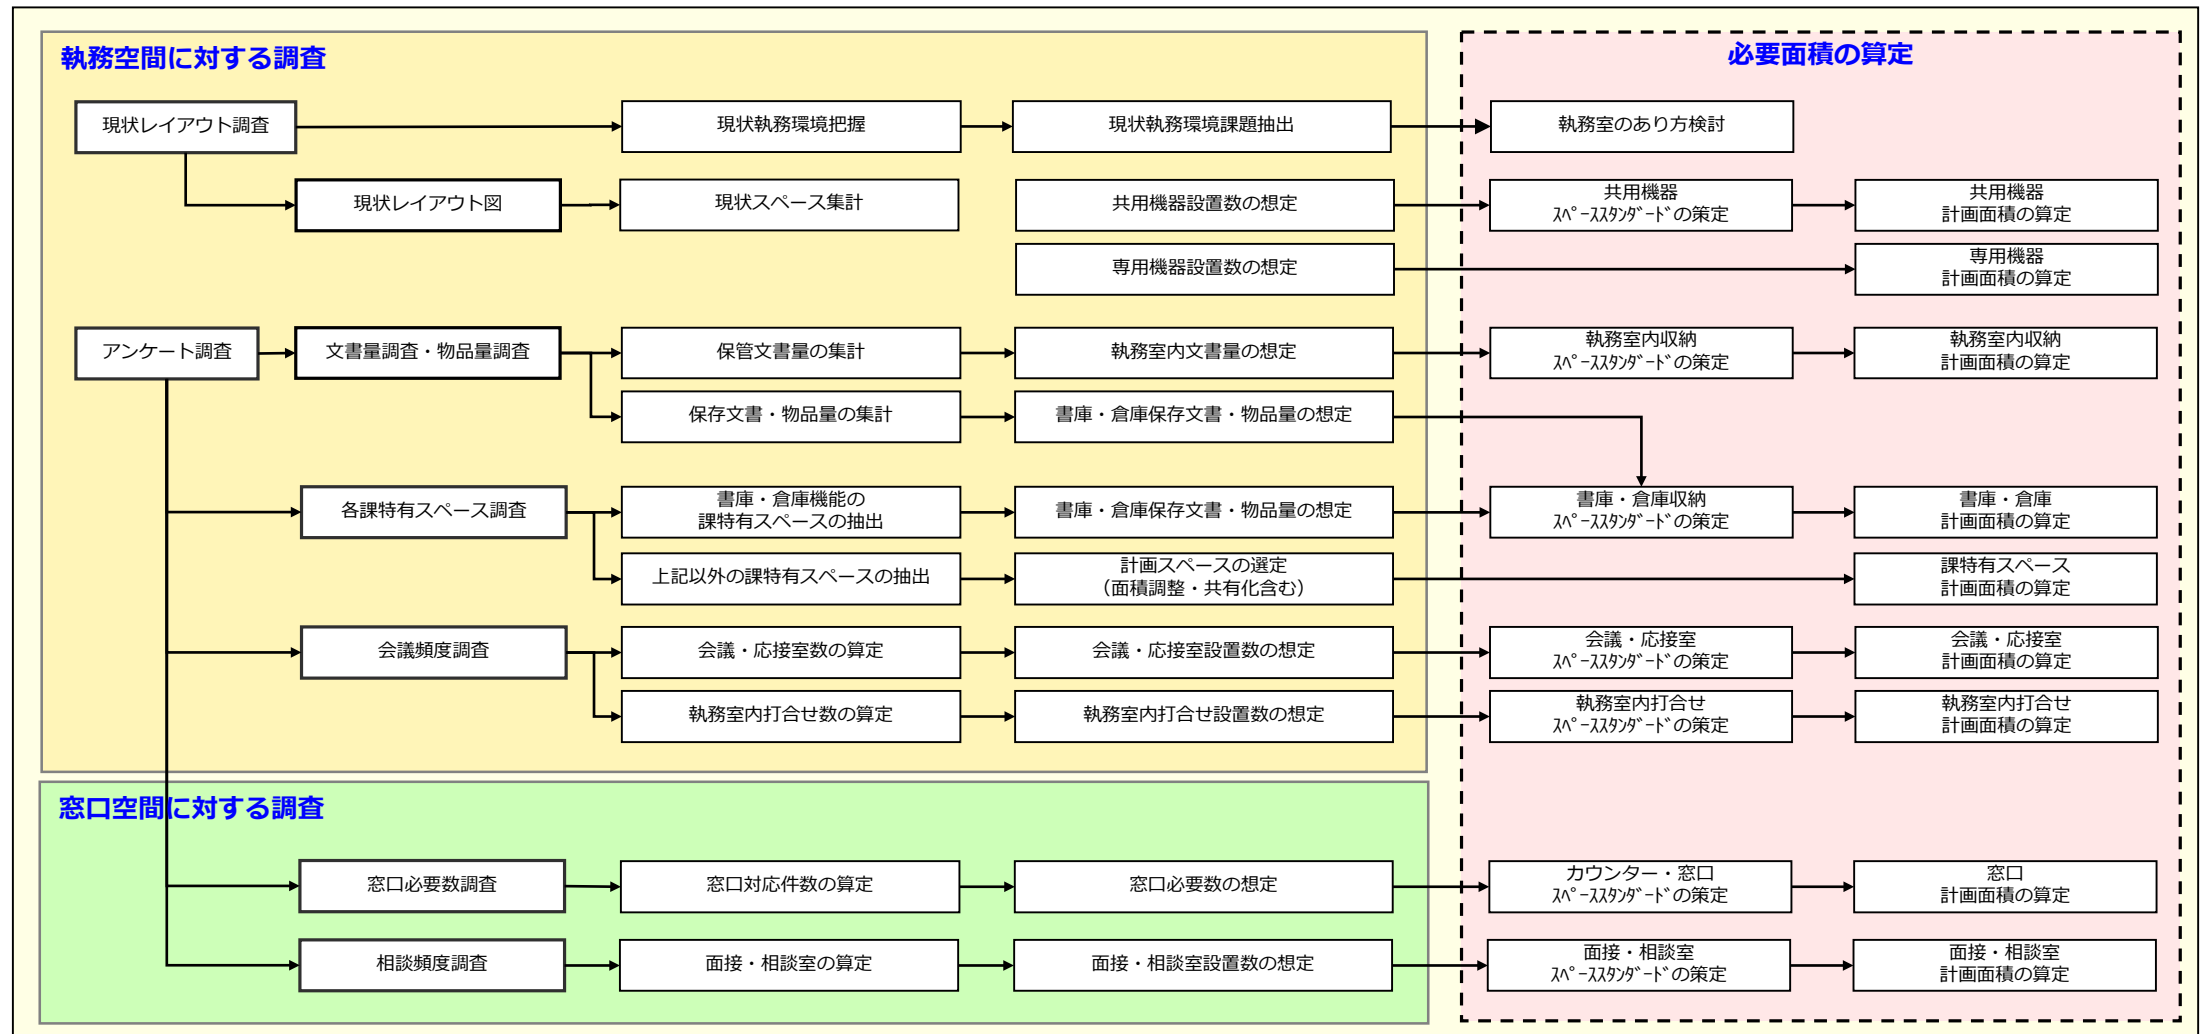 執務空間に対する調査
必要面積の算定
現状レイアウト調査
現状執務環境把握
現状執務環境課題抽出
執務室のあり方検討
現状レイアウト図
現状スペース集計
共用機器設置数の想定
共用機器
ｽﾍﾟｰｽｽﾀﾝﾀﾞｰﾄﾞの策定
共用機器
計画面積の算定
専用機器設置数の想定
専用機器
計画面積の算定
アンケート調査
文書量調査・物品量調査
保管文書量の集計
執務室内文書量の想定
執務室内収納
ｽﾍﾟｰｽｽﾀﾝﾀﾞｰﾄﾞの策定
執務室内収納
計画面積の算定
保存文書・物品量の集計
書庫・倉庫保存文書・物品量の想定
各課特有スペース調査
書庫・倉庫機能の
課特有スペースの抽出
書庫・倉庫保存文書・物品量の想定
書庫・倉庫収納
ｽﾍﾟｰｽｽﾀﾝﾀﾞｰﾄﾞの策定
書庫・倉庫
計画面積の算定
上記以外の課特有スペースの抽出
計画スペースの選定
（面積調整・共有化含む）
課特有スペース
計画面積の算定
会議頻度調査
会議・応接室数の算定
会議・応接室設置数の想定
会議・応接室
ｽﾍﾟｰｽｽﾀﾝﾀﾞｰﾄﾞの策定
会議・応接室
計画面積の算定
執務室内打合せ数の算定
執務室内打合せ設置数の想定
執務室内打合せ
ｽﾍﾟｰｽｽﾀﾝﾀﾞｰﾄﾞの策定
執務室内打合せ
計画面積の算定
窓口空間に対する調査
窓口必要数調査
窓口対応件数の算定
窓口必要数の想定
カウンター・窓口
ｽﾍﾟｰｽｽﾀﾝﾀﾞｰﾄﾞの策定
窓口
計画面積の算定
相談頻度調査
面接・相談室の算定
面接・相談室設置数の想定
面接・相談室
ｽﾍﾟｰｽｽﾀﾝﾀﾞｰﾄﾞの策定
面接・相談室
計画面積の算定